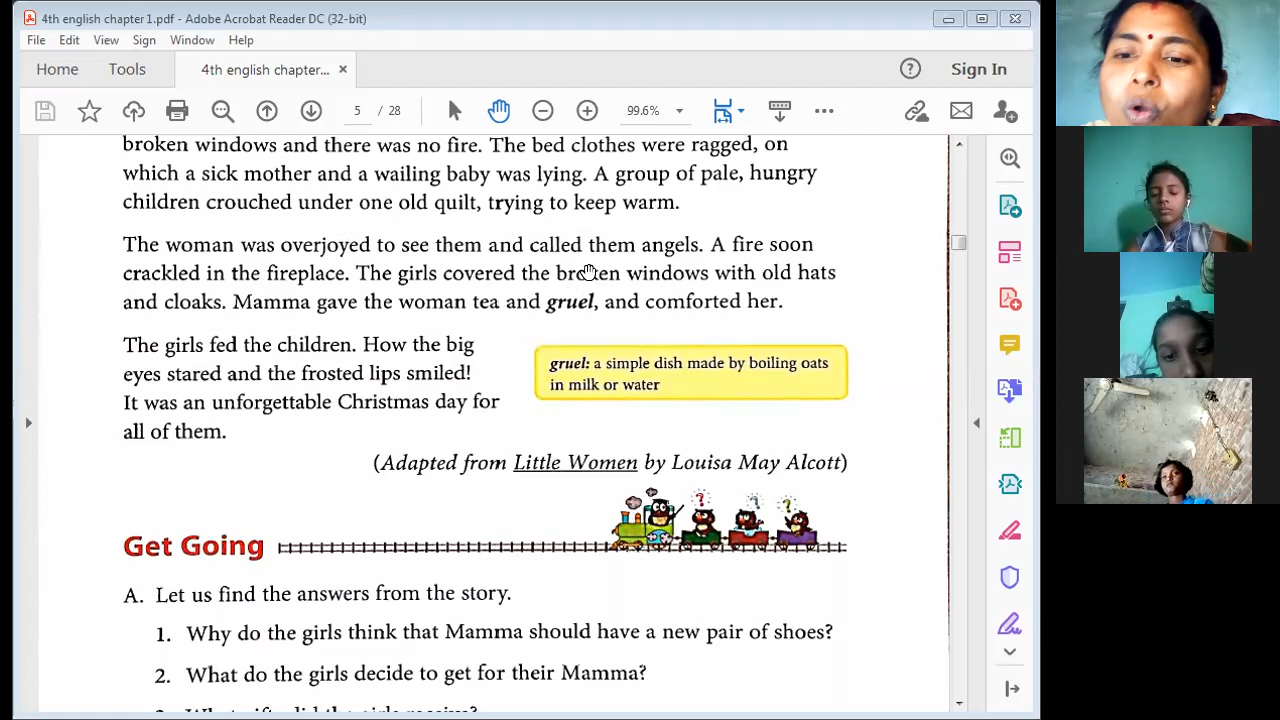 4th english chapter 1.pdf - Adobe Acrobat Reader DC (32-bit)
File Edit View Sign Window Help
Home Tools 4th english chapter... × Sign In
5 / 28 99.6%
broken windows and there was no fire. The bed clothes were ragged, on
which a sick mother and a wailing baby was lying. A group of pale, hungry
children crouched under one old quilt, trying to keep warm.
The woman was overjoyed to see them and called them angels. A fire soon
crackled in the fireplace. The girls covered the broken windows with old hats
and cloaks. Mamma gave the woman tea and gruel, and comforted her.
The girls fed the children. How the big
eyes stared and the frosted lips smiled!
It was an unforgettable Christmas day for
all of them.
gruel: a simple dish made by boiling oats
in milk or water
(Adapted from Little Women by Louisa May Alcott)
? ? ?
Get Going
A. Let us find the answers from the story.
1. Why do the girls think that Mamma should have a new pair of shoes?
2. What do the girls decide to get for their Mamma?